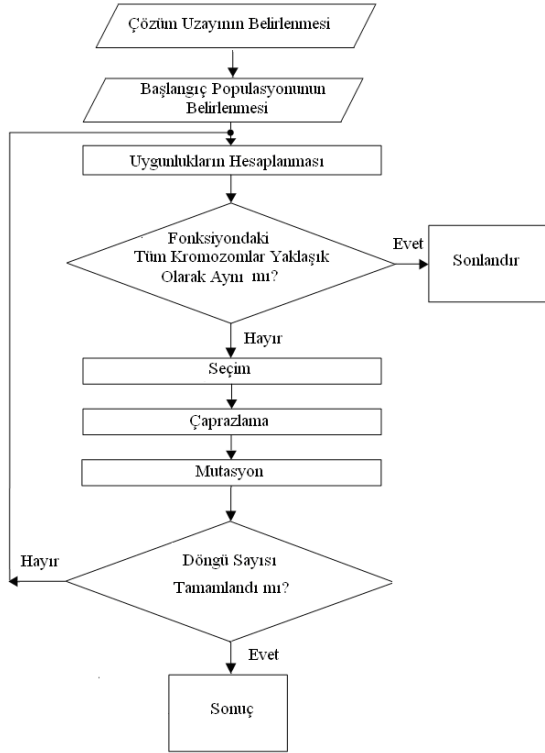 Çözüm Uzayının Belirlenmesi
Başlangıç Populasyonunun
Belirlenmesi
Uygunlukların Hesaplanması
Fonksiyondaki
Tüm Kromozomlar Yaklaşık
Olarak Aynı mı?
Evet
Sonlandır
Hayır
Seçim
Çaprazlama
Mutasyon
Döngü Sayısı
Tamamlandı mı?
Hayır
Evet
Sonuç